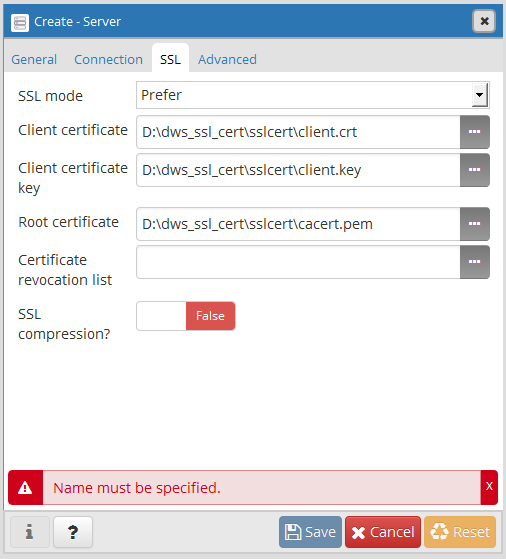 Create - Server
General Connection SSL Advanced
SSL mode Prefer
Client certificate D:\dws_ssl_cert\sslcert\client.crt
Client certificate D:\dws_ssl_cert\sslcert\client.key
key
Root certificate D:\dws_ssl_cert\sslcert\cacert.pem
Certificate
revocation list
SSL False
compression?
Name must be specified. x
i ? Save Cancel Reset